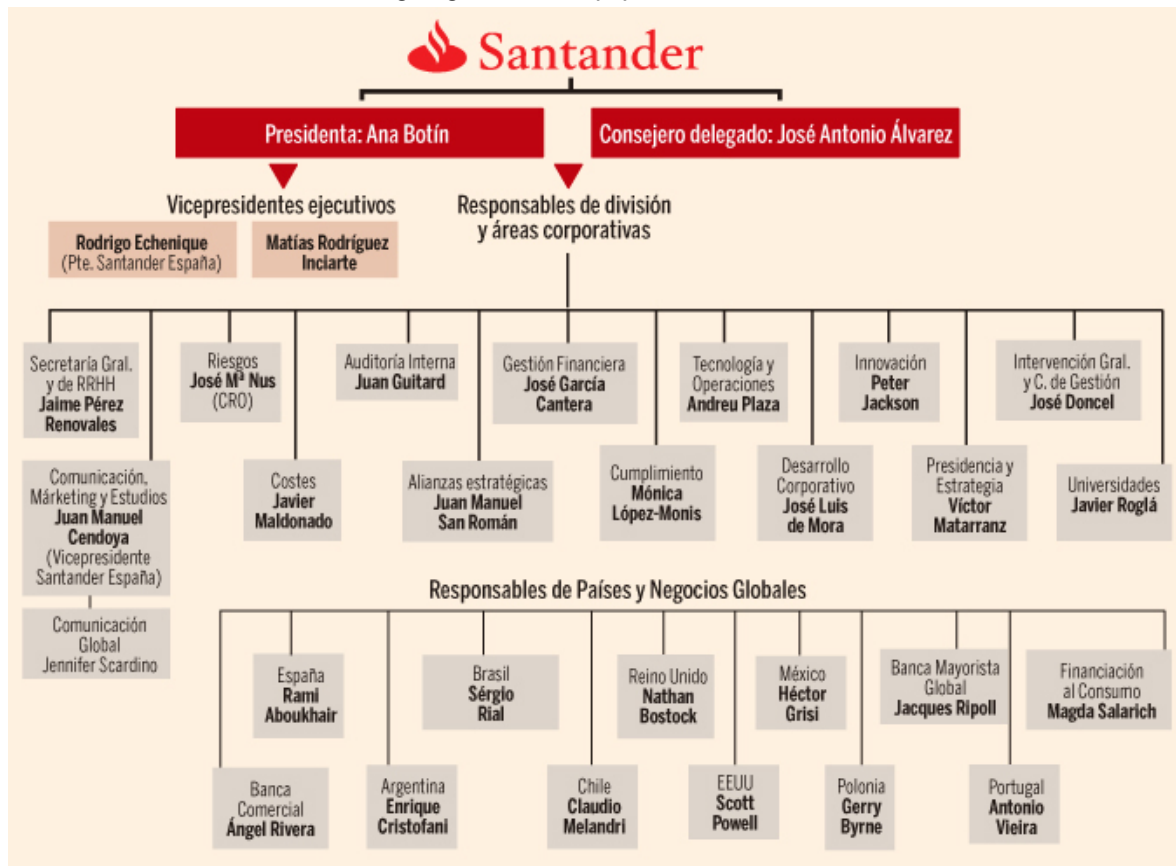 Santander
Presidenta: Ana Botín
Consejero delegado: José Antonio Álvarez
Vicepresidentes ejecutivos
Rodrigo Echenique
(Pte. Santander España)
Matías Rodríguez
Inciarte
Responsables de división
y áreas corporativas
Secretaría Gral.
y de RRHH
Jaime Pérez
Renovales
Riesgos
José Mª Nus
(CRO)
Auditoría Interna
Juan Guitard
Gestión Financiera
José García
Cantera
Tecnología y
Operaciones
Andreu Plaza
Innovación
Peter
Jackson
Intervención Gral.
y C. de Gestión
José Doncel
Comunicación,
Márketing y Estudios
Juan Manuel
Cendoya
(Vicepresidente
Santander España)
Costes
Javier
Maldonado
Alianzas estratégicas
Juan Manuel
San Román
Cumplimiento
Mónica
López-Monis
Desarrollo
Corporativo
José Luis
de Mora
Presidencia y
Estrategia
Víctor
Matarranz
Universidades
Javier Roglá
Comunicación
Global
Jennifer Scardino
Responsables de Países y Negocios Globales
España
Rami
Aboukhair
Brasil
Sérgio
Rial
Reino Unido
Nathan
Bostock
México
Héctor
Grisi
Banca Mayorista
Global
Jacques Ripoll
Financiación
al Consumo
Magda Salarich
Banca
Comercial
Ángel Rivera
Argentina
Enrique
Cristofani
Chile
Claudio
Melandri
EEUU
Scott
Powell
Polonia
Gerry
Byrne
Portugal
Antonio
Vieira